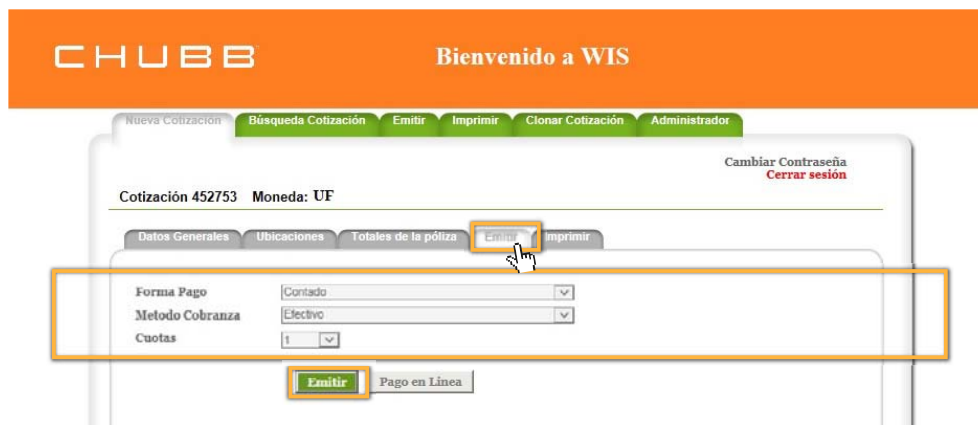 CHUBB
Bienvenido a WIS
Nueva Cotización Búsqueda Cotización Emitir Imprimir Clonar Cotización Administrador
Cambiar Contraseña
Cerrar sesión
Cotización 452753 Moneda: UF
Datos Generales Ubicaciones Totales de la póliza Emitir Imprimir
Forma Pago Contado
Metodo Cobranza Efectivo
Cuotas 1
Emitir Pago en Linea